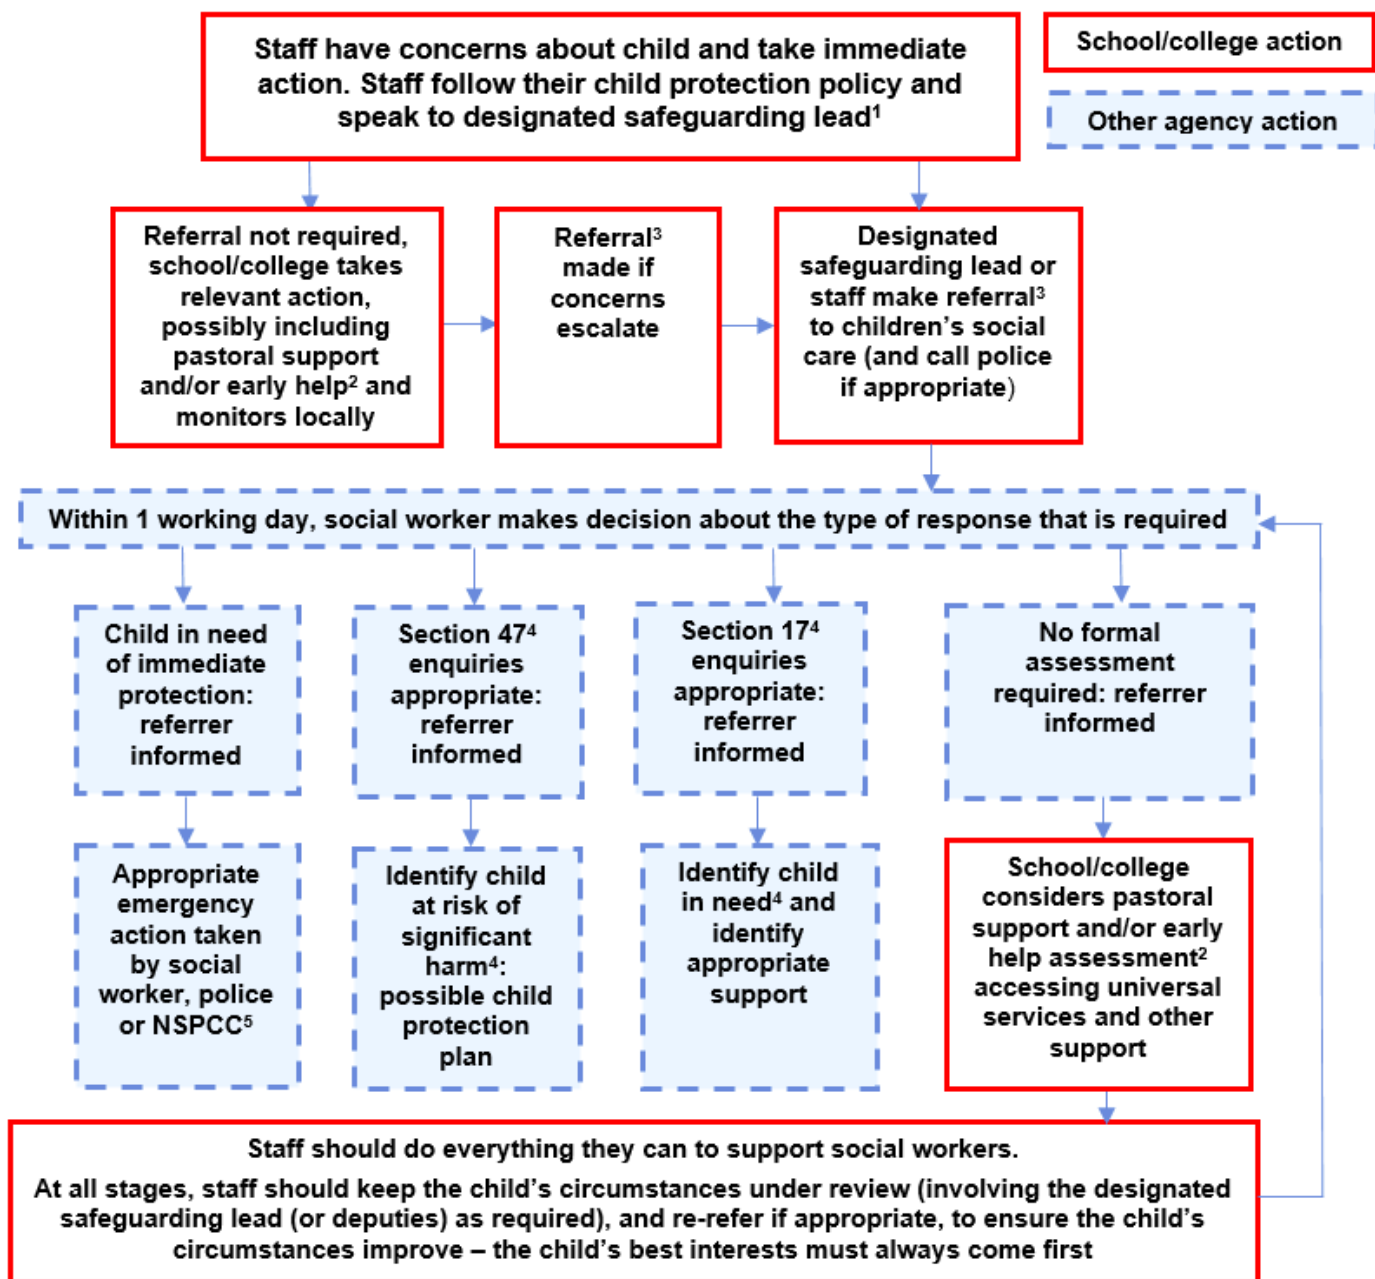 Staff have concerns about child and take immediate
action. Staff follow their child protection policy and
speak to designated safeguarding lead¹
School/college action
Other agency action
Referral not required,
school/college takes
relevant action,
possibly including
pastoral support
and/or early help² and
monitors locally
Referral³
made if
concerns
escalate
Designated
safeguarding lead or
staff make referral³
to children’s social
care (and call police
if appropriate)
Within 1 working day, social worker makes decision about the type of response that is required
Child in need
of immediate
protection:
referrer
informed
Section 47⁴
enquiries
appropriate:
referrer
informed
Section 17⁴
enquiries
appropriate:
referrer
informed
No formal
assessment
required: referrer
informed
Appropriate
emergency
action taken
by social
worker, police
or NSPCC⁵
Identify child
at risk of
significant
harm⁴:
possible child
protection
plan
Identify child
in need⁴ and
identify
appropriate
support
School/college
considers pastoral
support and/or early
help assessment²
accessing universal
services and other
support
Staff should do everything they can to support social workers.
At all stages, staff should keep the child’s circumstances under review (involving the designated
safeguarding lead (or deputies) as required), and re-refer if appropriate, to ensure the child’s
circumstances improve – the child’s best interests must always come first